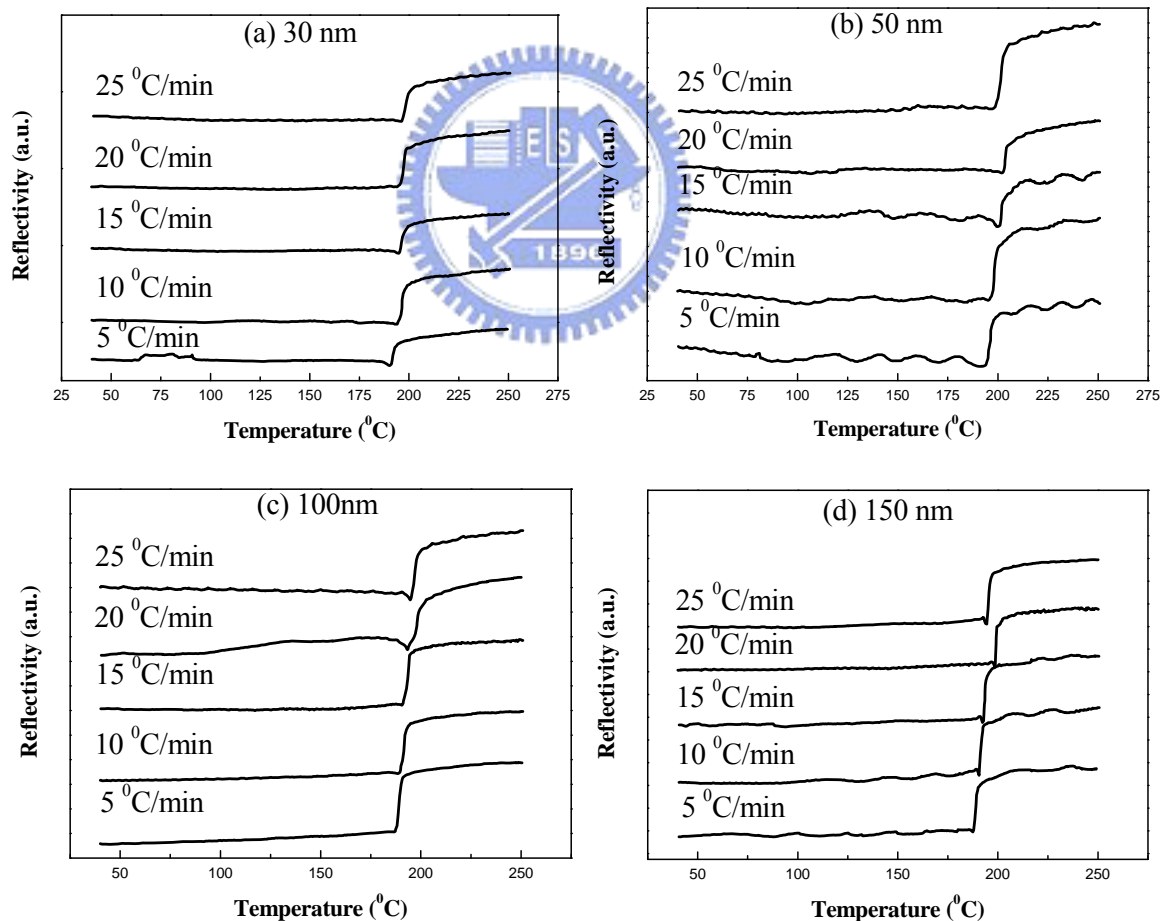 (a) 30 nm
25 ⁰C/min
20 ⁰C/min
15 ⁰C/min
10 ⁰C/min
5 ⁰C/min
Reflectivity (a.u.)
25 50 75 100 125 150 175 200 225 250 275
Temperature (⁰C)
(b) 50 nm
25 ⁰C/min
20 ⁰C/min
15 ⁰C/min
10 ⁰C/min
5 ⁰C/min
Reflectivity (a.u.)
25 50 75 100 125 150 175 200 225 250 275
Temperature (⁰C)
ES
1896
(c) 100nm
25 ⁰C/min
20 ⁰C/min
15 ⁰C/min
10 ⁰C/min
5 ⁰C/min
Reflectivity (a.u.)
50 100 150 200 250
Temperature (⁰C)
(d) 150 nm
25 ⁰C/min
20 ⁰C/min
15 ⁰C/min
10 ⁰C/min
5 ⁰C/min
Reflectivity (a.u.)
50 100 150 200 250
Temperature (⁰C)